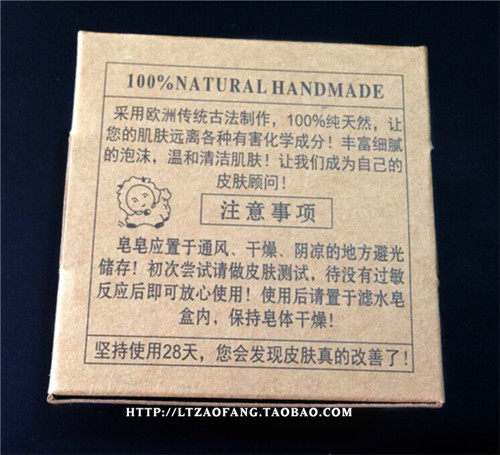 100%NATURAL HANDMADE
采用欧洲传统古法制作，100%纯天然，让
您的肌肤远离各种有害化学成分！丰富细腻
的泡沫，温和清洁肌肤！让我们成为自己的
皮肤顾问！
注意事项
皂皂应置于通风、干燥、阴凉的地方避光
储存！初次尝试请做皮肤测试，待没有过敏
反应后即可放心使用！使用后请置于滤水皂
盒内，保持皂体干燥！
坚持使用28天，您会发现皮肤真的改善了！
HTTP://LTZAOFANG.TAOBAO.COM